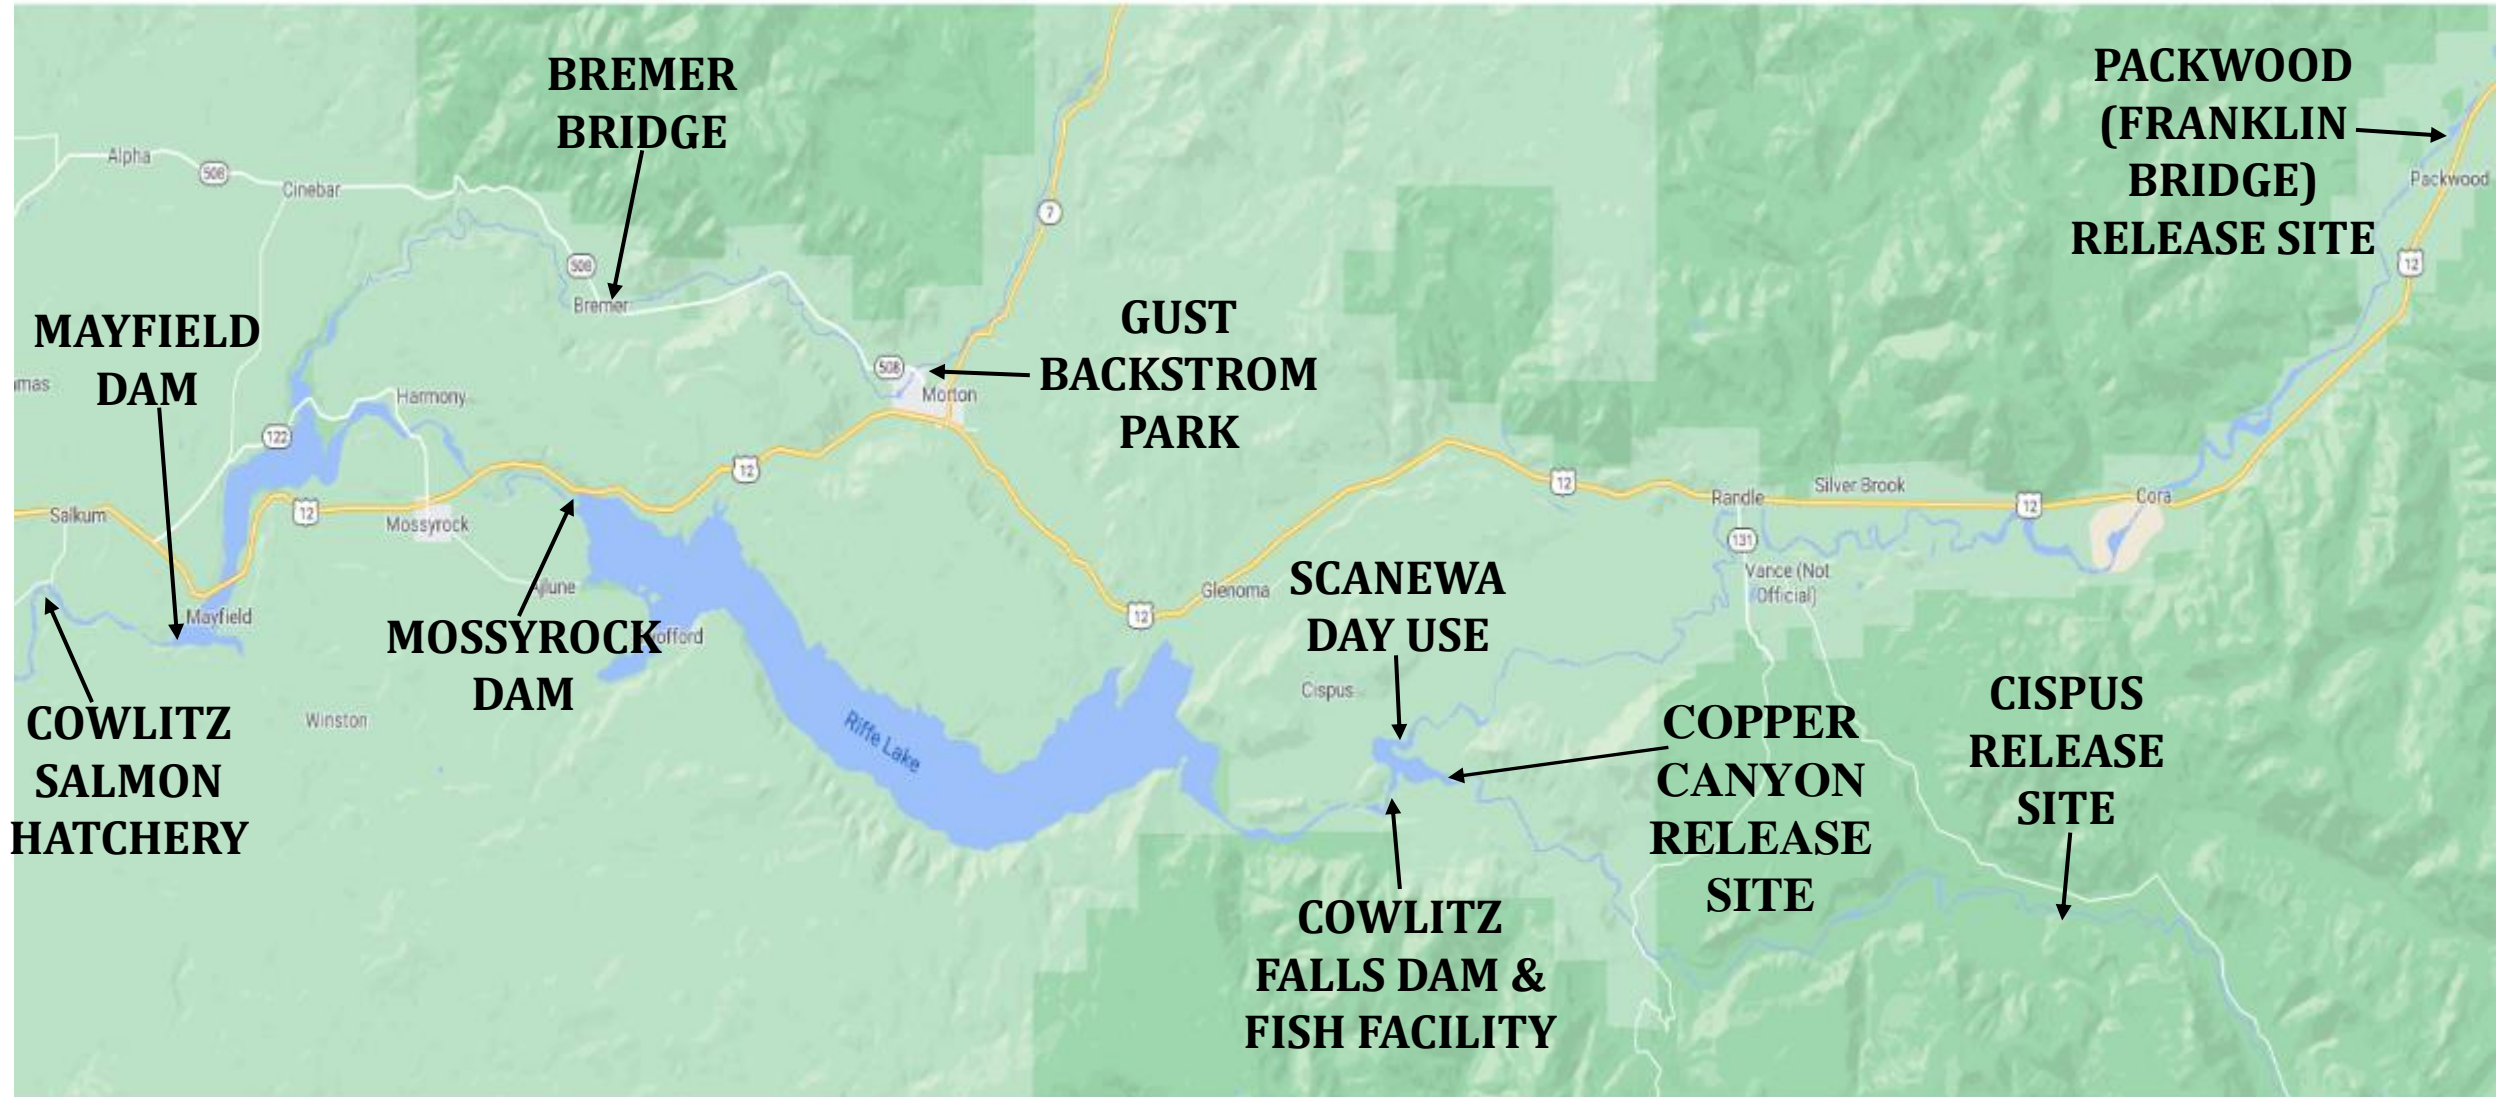 BREMER
BRIDGE
PACKWOOD
(FRANKLIN
BRIDGE)
RELEASE SITE
Alpha
508
Cinebar
Packwood
7
12
508
Bremer
MAYFIELD
DAM
GUST
BACKSTROM
PARK
508
Morton
mas
Harmony
122
12
12
Salkum
12
Mossyrock
Randle
Silver Brook
12
Cora
131
Vance (Not
Official)
Ajlune
Glenoma
SCANEWA
DAY USE
12
Mayfield
MOSSYROCK
DAM
offord
Cispus
COWLITZ
SALMON
HATCHERY
Winston
Riffe Lake
COPPER
CANYON
RELEASE
SITE
CISPUS
RELEASE
SITE
COWLITZ
FALLS DAM &
FISH FACILITY